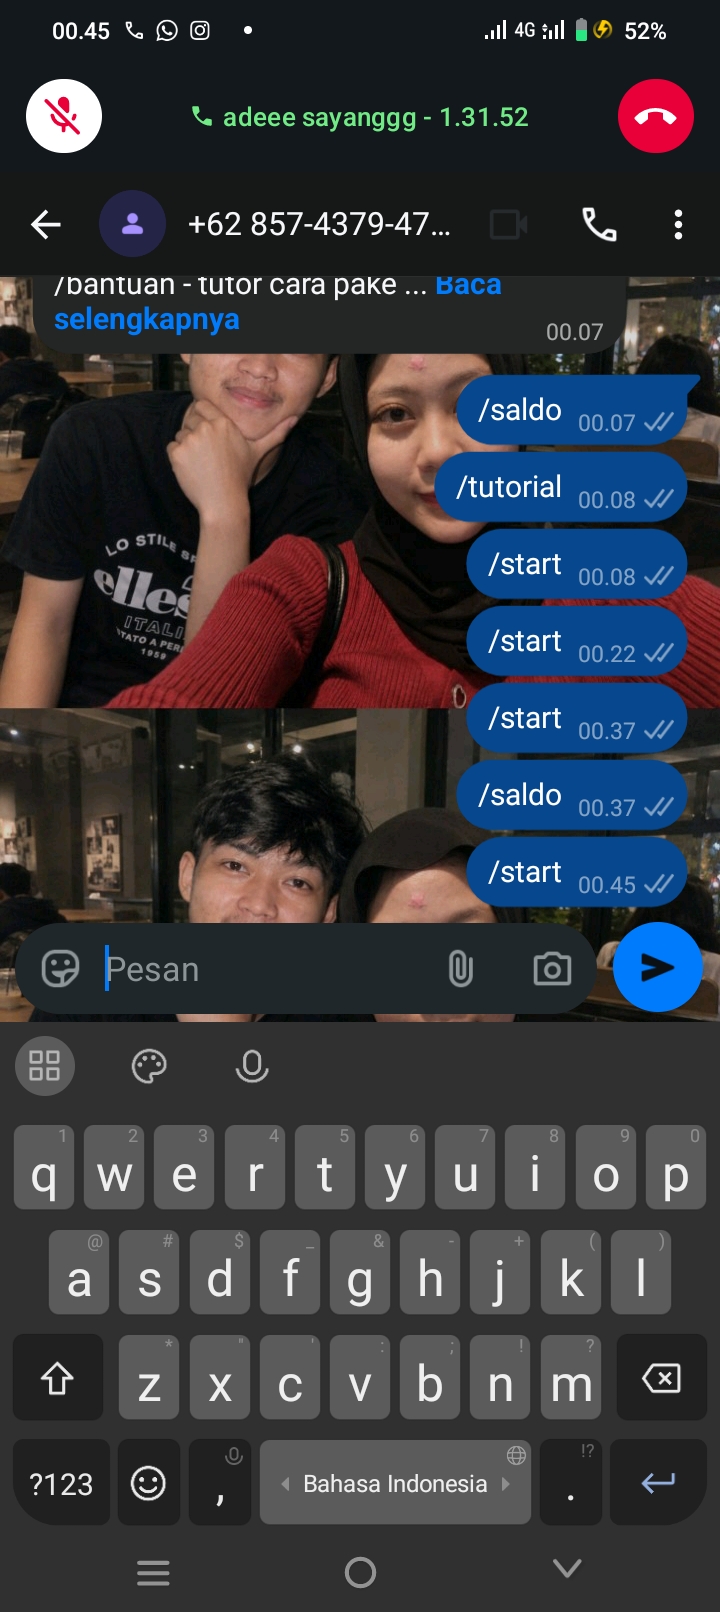 00.45 4G 52%
adeee sayanggg - 1.31.52
+62 857-4379-47...
/bantuan - tutor cara pake ... Baca
selengkapnya
00.07
/saldo 00.07
/tutorial 00.08
/start 00.08
/start 00.22
/start 00.37
/saldo 00.37
/start 00.45
LO STILE
elles
ITALI
TATO A PER
1959
Pesan
1 2 3 4 5 6 7 8 9 0
q w e r t y u i o p
@ # $ _ & - + ( )
a s d f g h j k l
* " ' : ; ! ?
z x c v b n m
!?
?123 , Bahasa Indonesia .